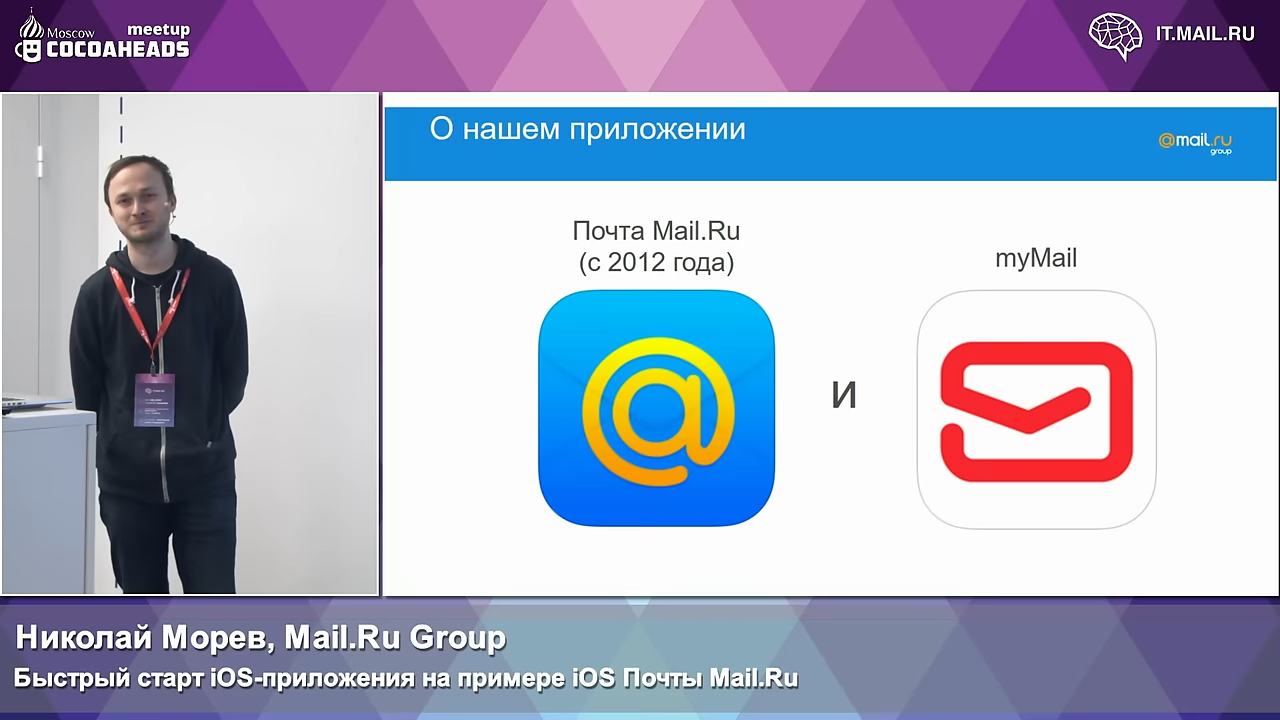 Moscow
meetup
COCOAHEADS
IT.MAIL.RU
О нашем приложении
@mail.ru
group
Почта Mail.Ru
(с 2012 года)
myMail
и
Николай Морев, Mail.Ru Group
Быстрый старт iOS-приложения на примере iOS Почты Mail.Ru